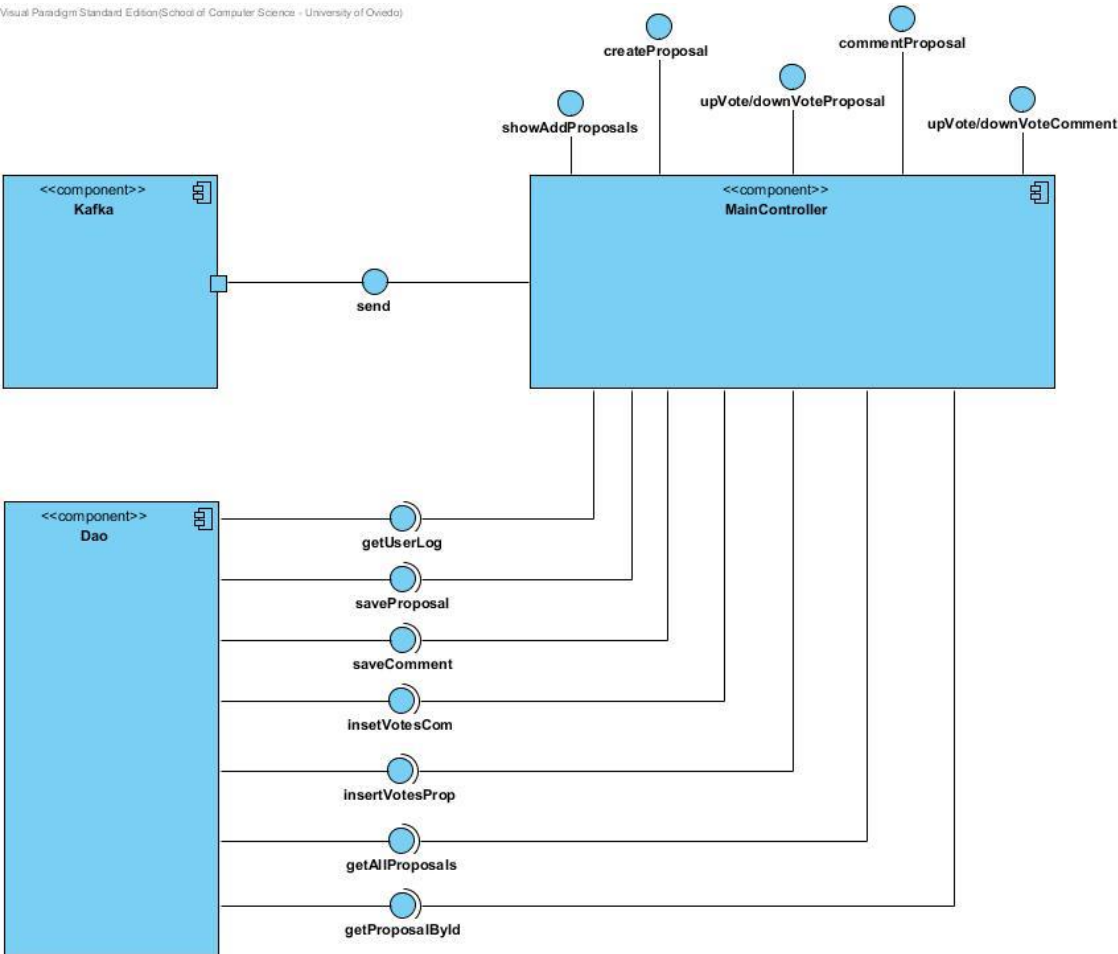 Visual Paradigm Standard Edition(School of Computer Science - University of Oviedo)
createProposal
commentProposal
upVote/downVoteProposal
showAddProposals
upVote/downVoteComment
<<component>>
Kafka
<<component>>
MainController
send
<<component>>
Dao
getUserLog
saveProposal
saveComment
insetVotesCom
insertVotesProp
getAllProposals
getProposalById